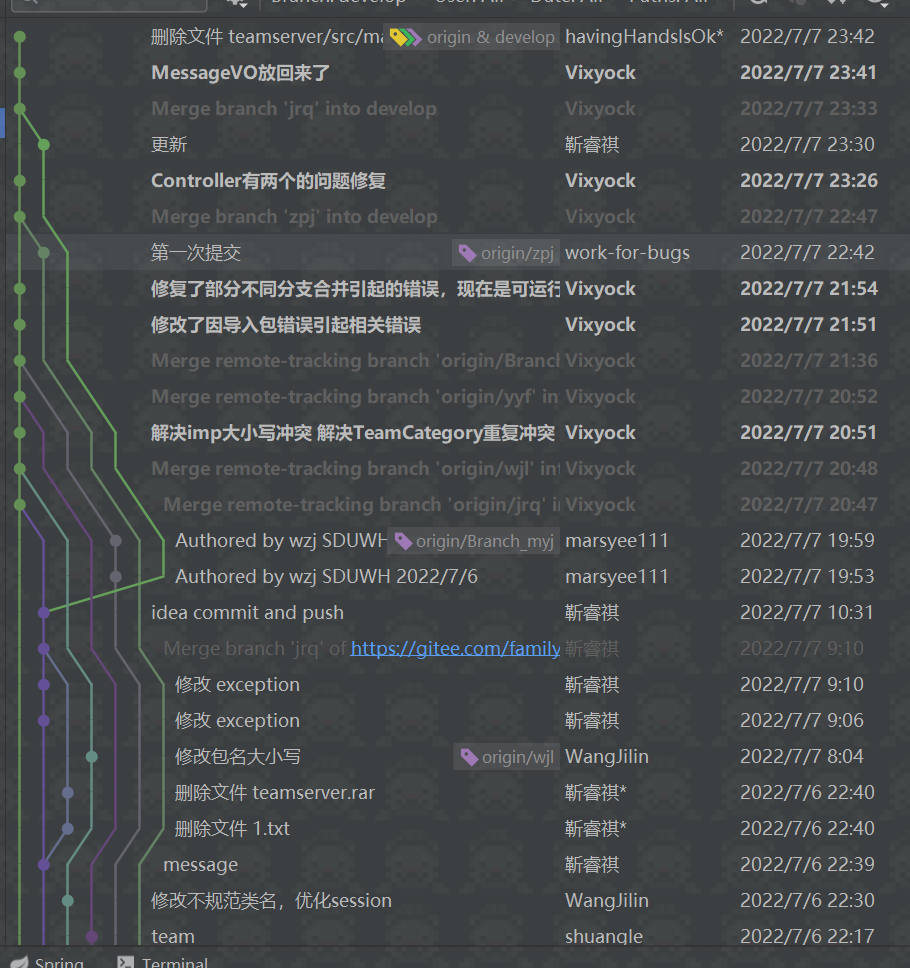 Branch: develop User: All Date: All Paths: All
删除文件 teamserver/src/ma origin & develop havingHandsIsOk* 2022/7/7 23:42
MessageVO放回来了 Vixyock 2022/7/7 23:41
Merge branch 'jrq' into develop Vixyock 2022/7/7 23:33
更新 靳睿祺 2022/7/7 23:30
Controller有两个的问题修复 Vixyock 2022/7/7 23:26
Merge branch 'zpj' into develop Vixyock 2022/7/7 22:47
第一次提交 origin/zpj work-for-bugs 2022/7/7 22:42
修复了部分不同分支合并引起的错误，现在是可运行 Vixyock 2022/7/7 21:54
修改了因导入包错误引起相关错误 Vixyock 2022/7/7 21:51
Merge remote-tracking branch 'origin/Branch Vixyock 2022/7/7 21:36
Merge remote-tracking branch 'origin/yyf' in Vixyock 2022/7/7 20:52
解决imp大小写冲突 解决TeamCategory重复冲突 Vixyock 2022/7/7 20:51
Merge remote-tracking branch 'origin/wjl' in Vixyock 2022/7/7 20:48
Merge remote-tracking branch 'origin/jrq' i Vixyock 2022/7/7 20:47
Authored by wzj SDUWH origin/Branch_myj marsyee111 2022/7/7 19:59
Authored by wzj SDUWH 2022/7/6 marsyee111 2022/7/7 19:53
idea commit and push 靳睿祺 2022/7/7 10:31
Merge branch 'jrq' of https://gitee.com/family 靳睿祺 2022/7/7 9:10
修改 exception 靳睿祺 2022/7/7 9:10
修改 exception 靳睿祺 2022/7/7 9:06
修改包名大小写 origin/wjl WangJilin 2022/7/7 8:04
删除文件 teamserver.rar 靳睿祺* 2022/7/6 22:40
删除文件 1.txt 靳睿祺* 2022/7/6 22:40
message 靳睿祺 2022/7/6 22:39
修改不规范类名，优化session WangJilin 2022/7/6 22:30
team shuangle 2022/7/6 22:17
Spring Terminal